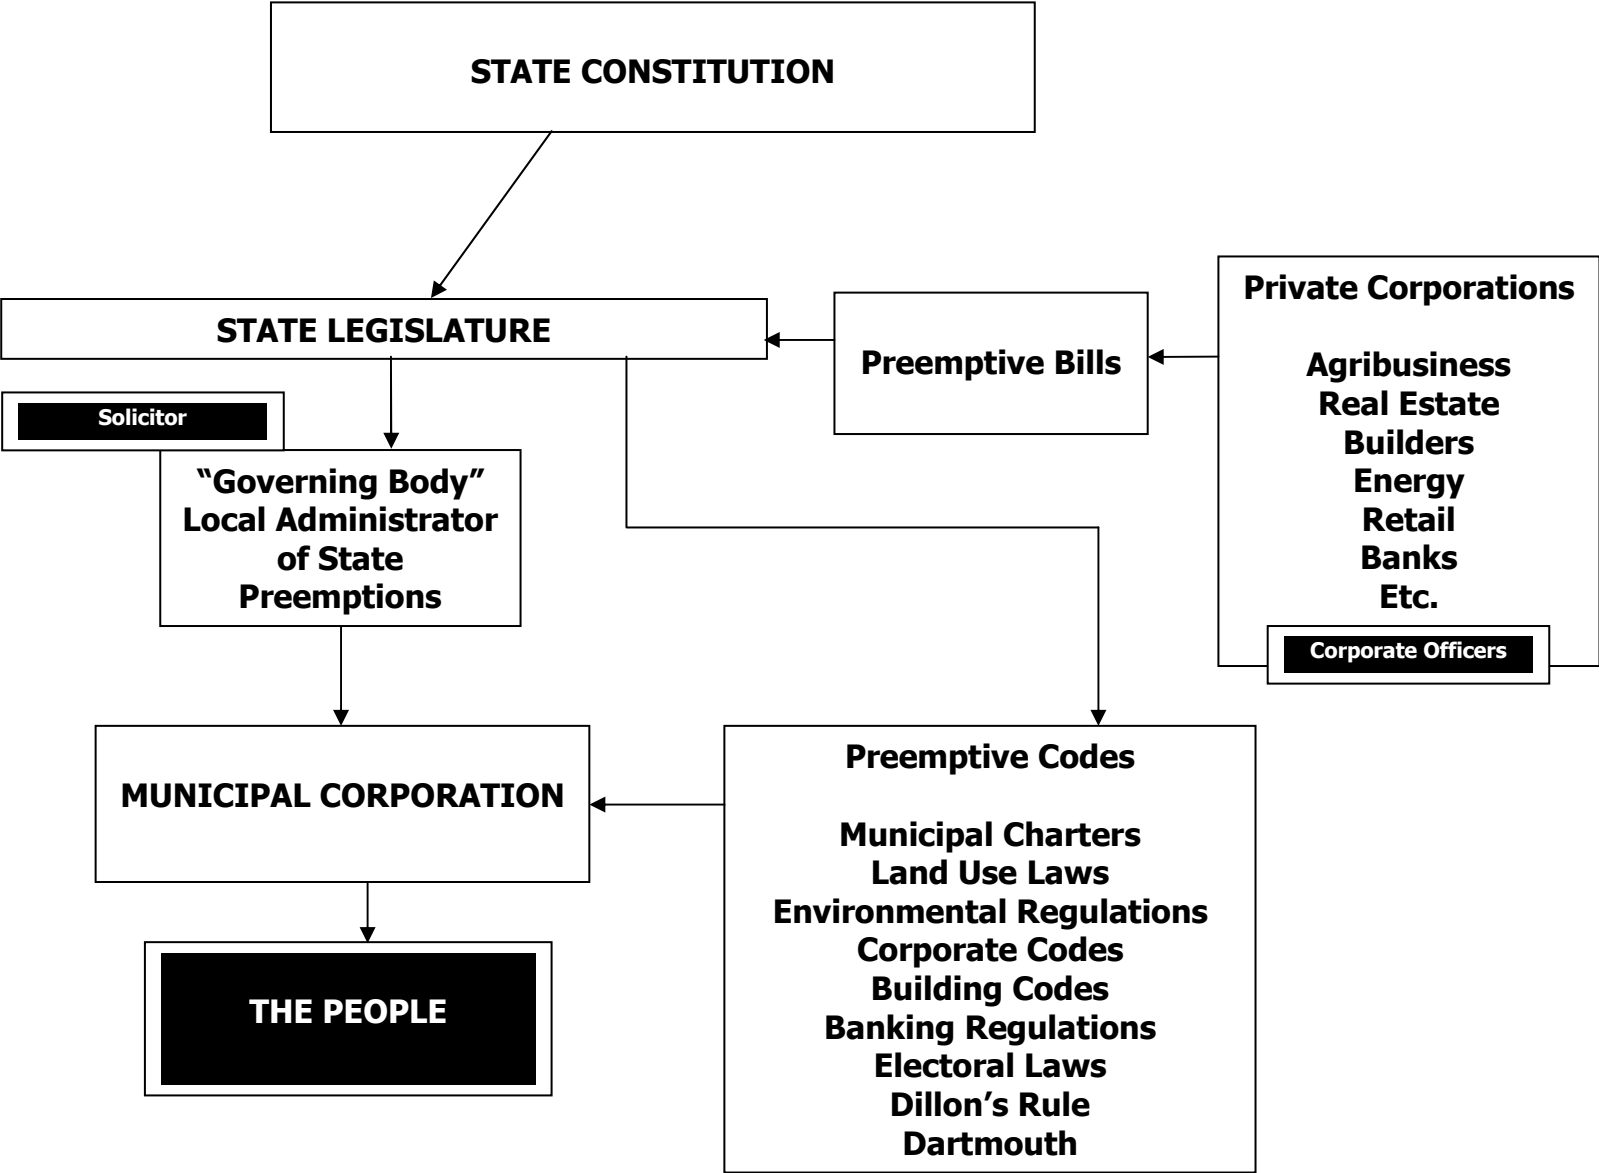 STATE CONSTITUTION
STATE LEGISLATURE
Preemptive Bills
Private Corporations
Agribusiness
Real Estate
Builders
Energy
Retail
Banks
Etc.
Corporate Officers
Solicitor
“Governing Body”
Local Administrator
of State
Preemptions
MUNICIPAL CORPORATION
THE PEOPLE
Preemptive Codes
Municipal Charters
Land Use Laws
Environmental Regulations
Corporate Codes
Building Codes
Banking Regulations
Electoral Laws
Dillon’s Rule
Dartmouth